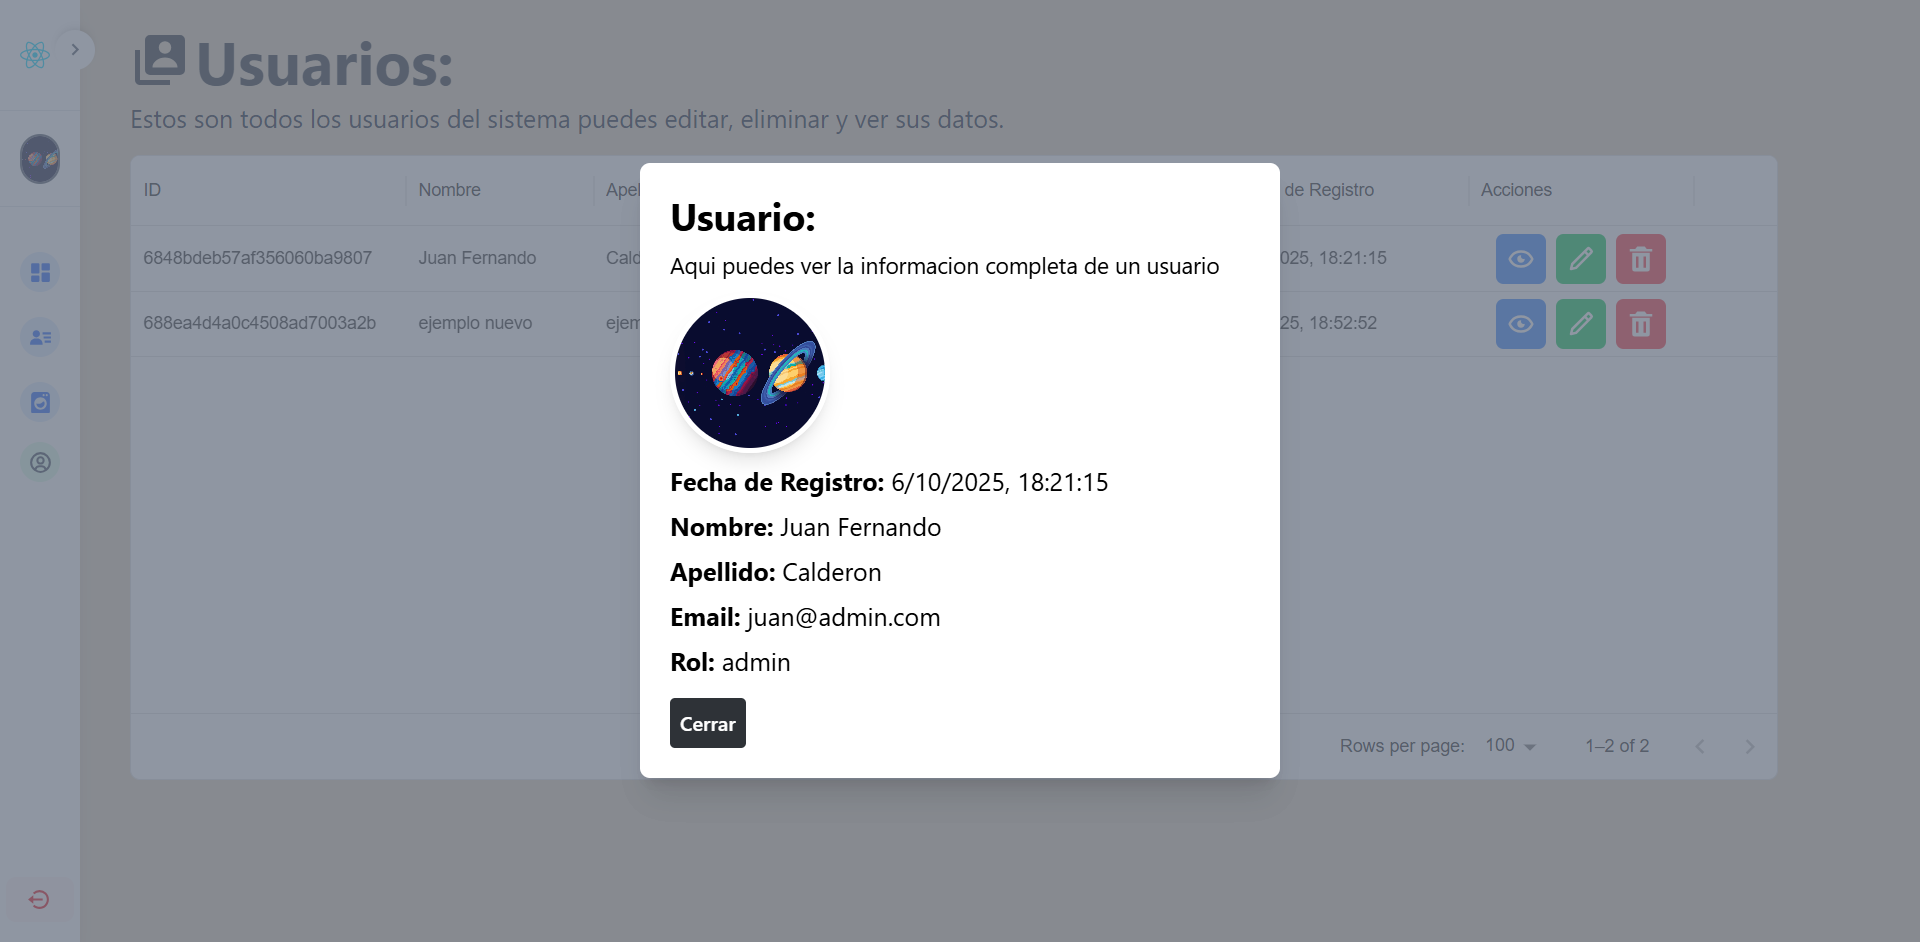 Usuarios:
Estos son todos los usuarios del sistema puedes editar, eliminar y ver sus datos.
ID Nombre Apel de Registro Acciones
6848bdeb57af356060ba9807 Juan Fernando Cald 025, 18:21:15
688ea4d4a0c4508ad7003a2b ejemplo nuevo ejem 25, 18:52:52
Usuario:
Aqui puedes ver la informacion completa de un usuario
Fecha de Registro: 6/10/2025, 18:21:15
Nombre: Juan Fernando
Apellido: Calderon
Email: juan@admin.com
Rol: admin
Cerrar
Rows per page: 100 1–2 of 2